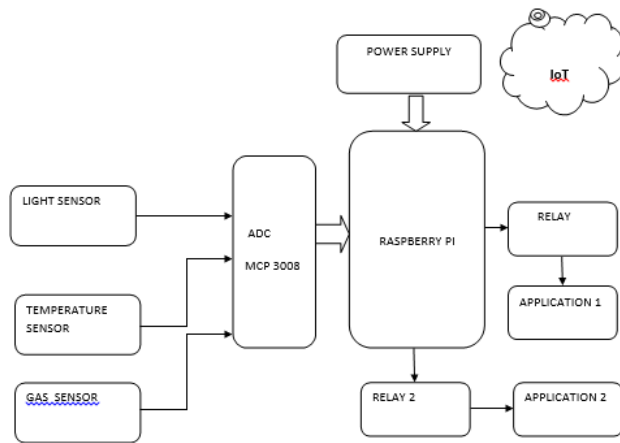 POWER SUPPLY
IoT
LIGHT SENSOR
ADC
MCP 3008
RASPBERRY PI
RELAY
TEMPERATURE
SENSOR
APPLICATION 1
GAS SENSOR
RELAY 2
APPLICATION 2